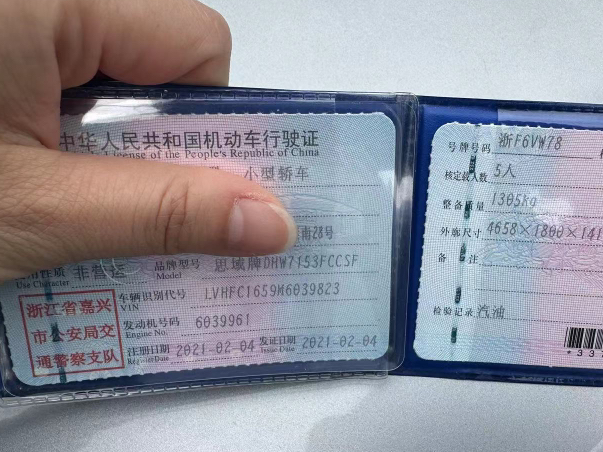 中华人民共和国机动车行驶证
License of the People's Republic of China
小型轿车
南28号
使用性质 非营运 品牌型号 思域牌DHW7153FCCSF
Use Character Model
车辆识别代号 LVHFC1659M6039823
VIN
发动机号码 6039961
Engine No.
注册日期 2021-02-04 发证日期 2021-02-04
Register Date Issue Date
浙江省嘉兴
市公安局交
通警察支队
号牌号码 浙F6VW78
核定载人数 5人
整备质量 1305kg
外廓尺寸 4658×1800×141
备 注
检验记录 汽油
*33